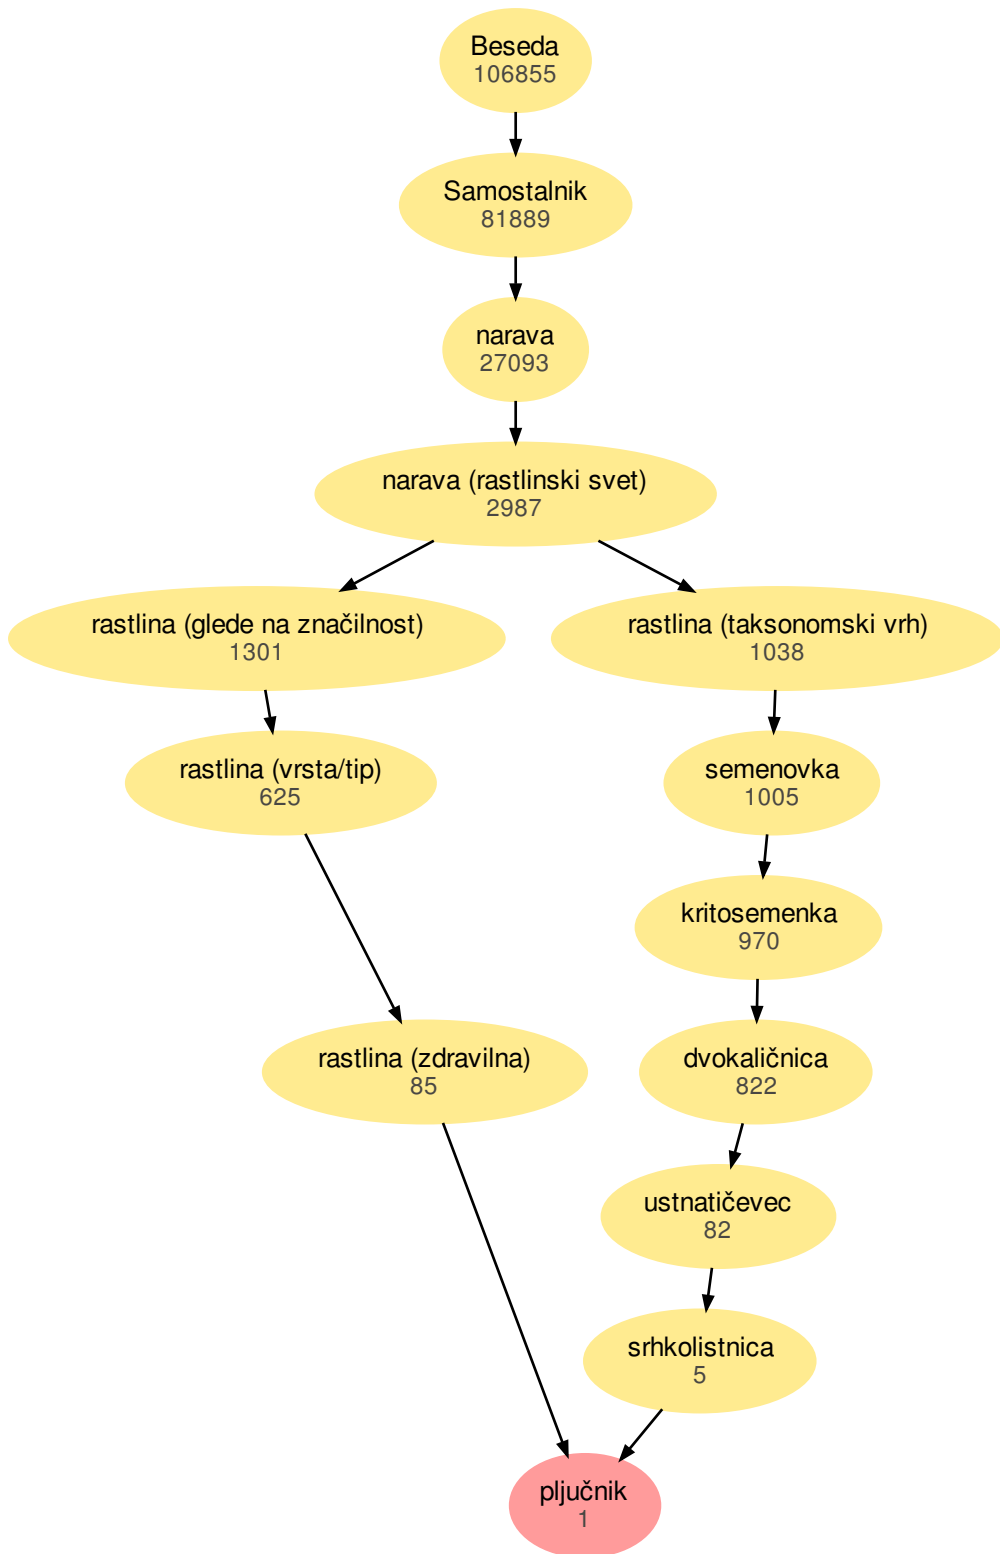 Beseda
106855
Samostalnik
81889
narava
27093
narava (rastlinski svet)
2987
rastlina (glede na značilnost)
1301
rastlina (taksonomski vrh)
1038
rastlina (vrsta/tip)
625
semenovka
1005
kritosemenka
970
rastlina (zdravilna)
85
dvokaličnica
822
ustnatičevec
82
srhkolistnica
5
pljučnik
1